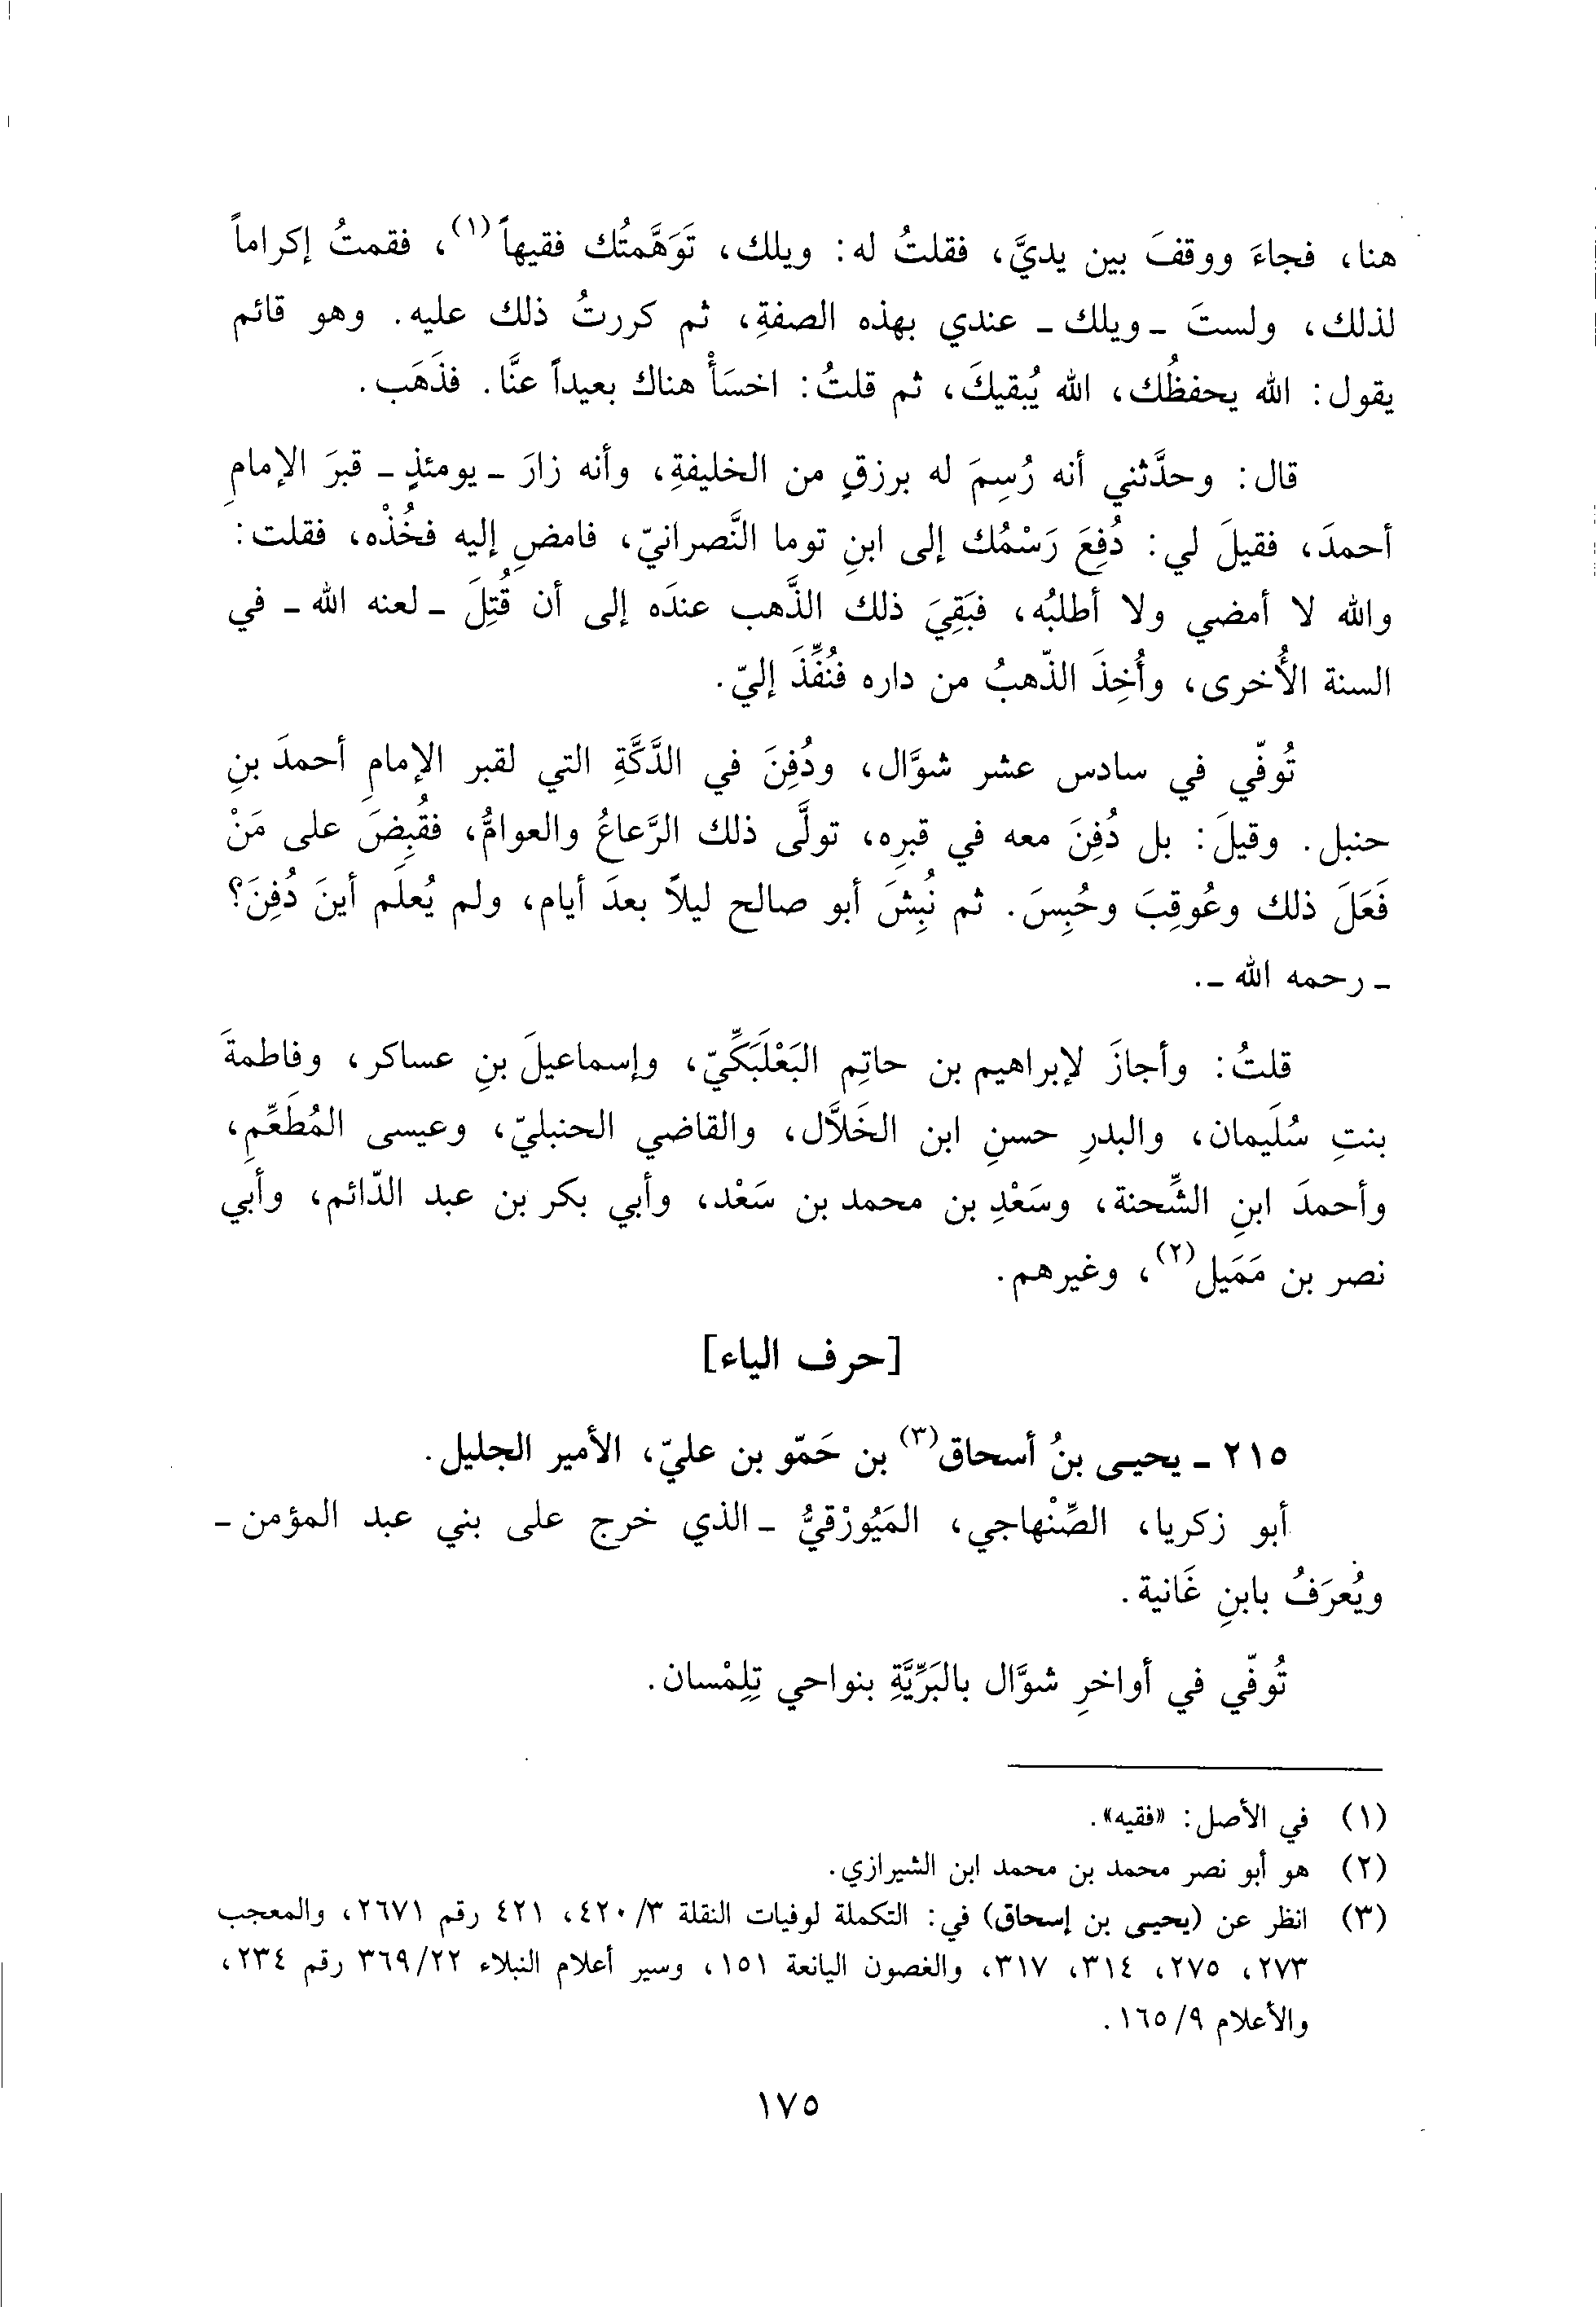 هنا، فجاءَ ووقفَ بين يديَّ، فقلتُ له: ويلك، تَوَهَّمتُك فقيهاً(١)، فقمتُ إكراماً
لذلك، ولستَ ـ ويلك ـ عندي بهذه الصفةِ، ثم كررتُ ذلك عليه. وهو قائم
يقول: الله يحفظُك، الله يُبقيكَ، ثم قلتُ: اخسَأْ هناك بعيداً عنَّا. فذَهَب.
قال: وحدَّثني أنه رُسِمَ له برزقٍ من الخليفةِ، وأنه زارَ ـ يومئذٍ ـ قبرَ الإمامِ
أحمدَ، فقيلَ لي: دُفِعَ رَسْمُك إلى ابنِ توما النَّصرانيّ، فامضِ إليه فخُذْه، فقلت:
والله لا أمضي ولا أطلبُه، فبَقِيَ ذلك الذَّهب عندَه إلى أن قُتِلَ ـ لعنه الله ـ في
السنة الأُخرى، وأُخِذَ الذّهبُ من داره فنُفِّذَ إليّ.
تُوفّي في سادس عشر شوَّال، ودُفِنَ في الدَّكَّةِ التي لقبر الإمامِ أحمدَ بنِ
حنبل. وقيلَ: بل دُفِنَ معه في قبرِه، تولَّى ذلك الرَّعاعُ والعوامُّ، فقُبِضَ على مَنْ
فَعَلَ ذلك وعُوقِبَ وحُبِسَ. ثم نُبِشَ أبو صالح ليلاً بعدَ أيام، ولم يُعلَم أينَ دُفِنَ؟
ـ رحمه الله ـ.
قلتُ: وأجازَ لإبراهيم بن حاتِم البَعْلَبَكِّيّ، وإسماعيلَ بنِ عساكر، وفاطمةَ
بنتِ سُلَيمان، والبدرِ حسنِ ابن الخَلاَّل، والقاضي الحنبليّ، وعيسى المُطَعِّمِ،
وأحمدَ ابنِ الشِّحنة، وسَعْدِ بن محمد بن سَعْد، وأبي بكر بن عبد الدّائم، وأبي
نصر بن مَمَيل(٢)، وغيرهم.
[حرف الياء]
٢١٥ ـ يحيى بنُ أسحاق(٣) بن حَمّو بن عليّ، الأمير الجليل.
أبو زكريا، الصِّنْهاجي، المَيُورْقيُّ ـ الذي خرج على بني عبد المؤمن ـ
ويُعرَفُ بابنِ غَانية.
تُوفّي في أواخرِ شوَّال بالبَرِّيَّةِ بنواحي تِلِمْسان.
(١) في الأصل: «فقيه».
(٢) هو أبو نصر محمد بن محمد ابن الشيرازي.
(٣) انظر عن (يحيى بن إسحاق) في: التكملة لوفيات النقلة ٣/ ٤٢٠، ٤٢١ رقم ٢٦٧١، والمعجب
٢٧٣، ٢٧٥، ٣١٤، ٣١٧، والغصون اليانعة ١٥١، وسير أعلام النبلاء ٢٢/ ٣٦٩ رقم ٢٣٤،
والأعلام ٩/ ١٦٥.
١٧٥